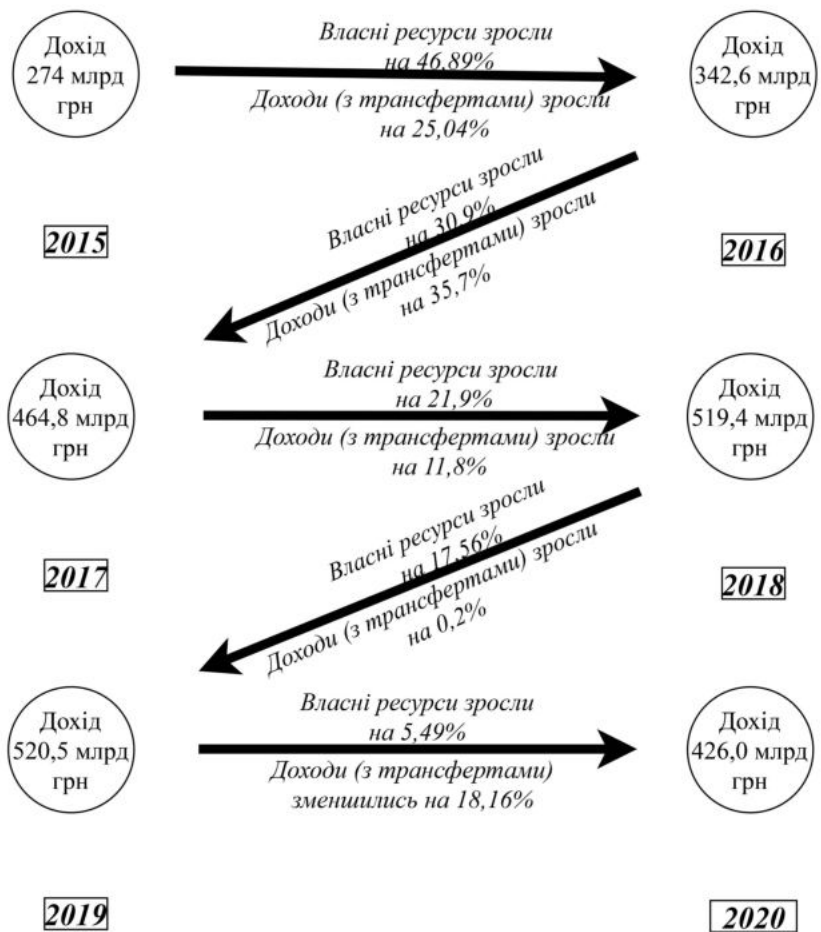 Дохід
274 млрд
грн
Власні ресурси зросли
на 46,89%
Доходи (з трансфертами) зросли
на 25,04%
Дохід
342,6 млрд
грн
2015
Власні ресурси зросли
на 30,9%
Доходи (з трансфертами) зросли
на 35,7%
2016
Дохід
464,8 млрд
грн
Власні ресурси зросли
на 21,9%
Доходи (з трансфертами) зросли
на 11,8%
Дохід
519,4 млрд
грн
2017
Власні ресурси зросли
на 17,56%
Доходи (з трансфертами) зросли
на 0,2%
2018
Дохід
520,5 млрд
грн
Власні ресурси зросли
на 5,49%
Доходи (з трансфертами)
зменшились на 18,16%
Дохід
426,0 млрд
грн
2019
2020